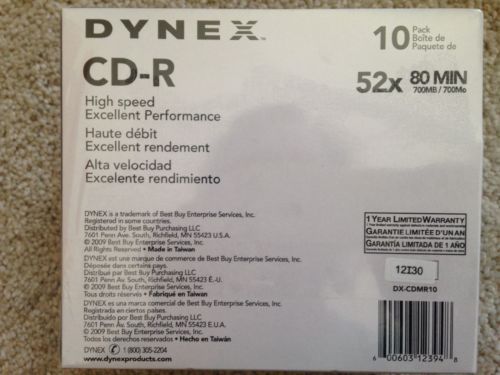 DYNEX™
10 Pack
Boîte de
Paquete de
CD-R
52x 80 MIN
700MB / 700Mo
High speed
Excellent Performance
Haute débit
Excellent rendement
Alta velocidad
Excelente rendimiento
DYNEX is a trademark of Best Buy Enterprise Services, Inc.
Registered in some countries.
Distributed by Best Buy Purchasing LLC
7601 Penn Ave. South, Richfield, MN 55423 U.S.A.
© 2009 Best Buy Enterprise Services, Inc.
All Rights Reserved • Made in Taiwan
DYNEX est une marque de commerce de Best Buy Enterprise Services, Inc.
Déposée dans certains pays.
Distribué par Best Buy Purchasing LLC
7601 Penn Av. South, Richfield, MN 55423 É.-U.
© 2009 Best Buy Enterprise Services, Inc.
Tous droits réservés • Fabriqué en Taiwan
DYNEX es una marca comercial de Best Buy Enterprise Services, Inc.
Registrada en ciertos países.
Distribuido por Best Buy Purchasing LLC
7601 Penn Av. South, Richfield, MN 55423 E.U.A.
© 2009 Best Buy Enterprise Services, Inc.
Todos los derechos reservados • Hecho en Taiwán
DYNEX 1 (800) 305-2204
www.dynexproducts.com
1 YEAR LIMITED WARRANTY
GARANTIE LIMITÉE D'UN AN
GARANTÍA LIMITADA DE 1 AÑO
12I30
DX-CDMR10
6 00603 12394 8